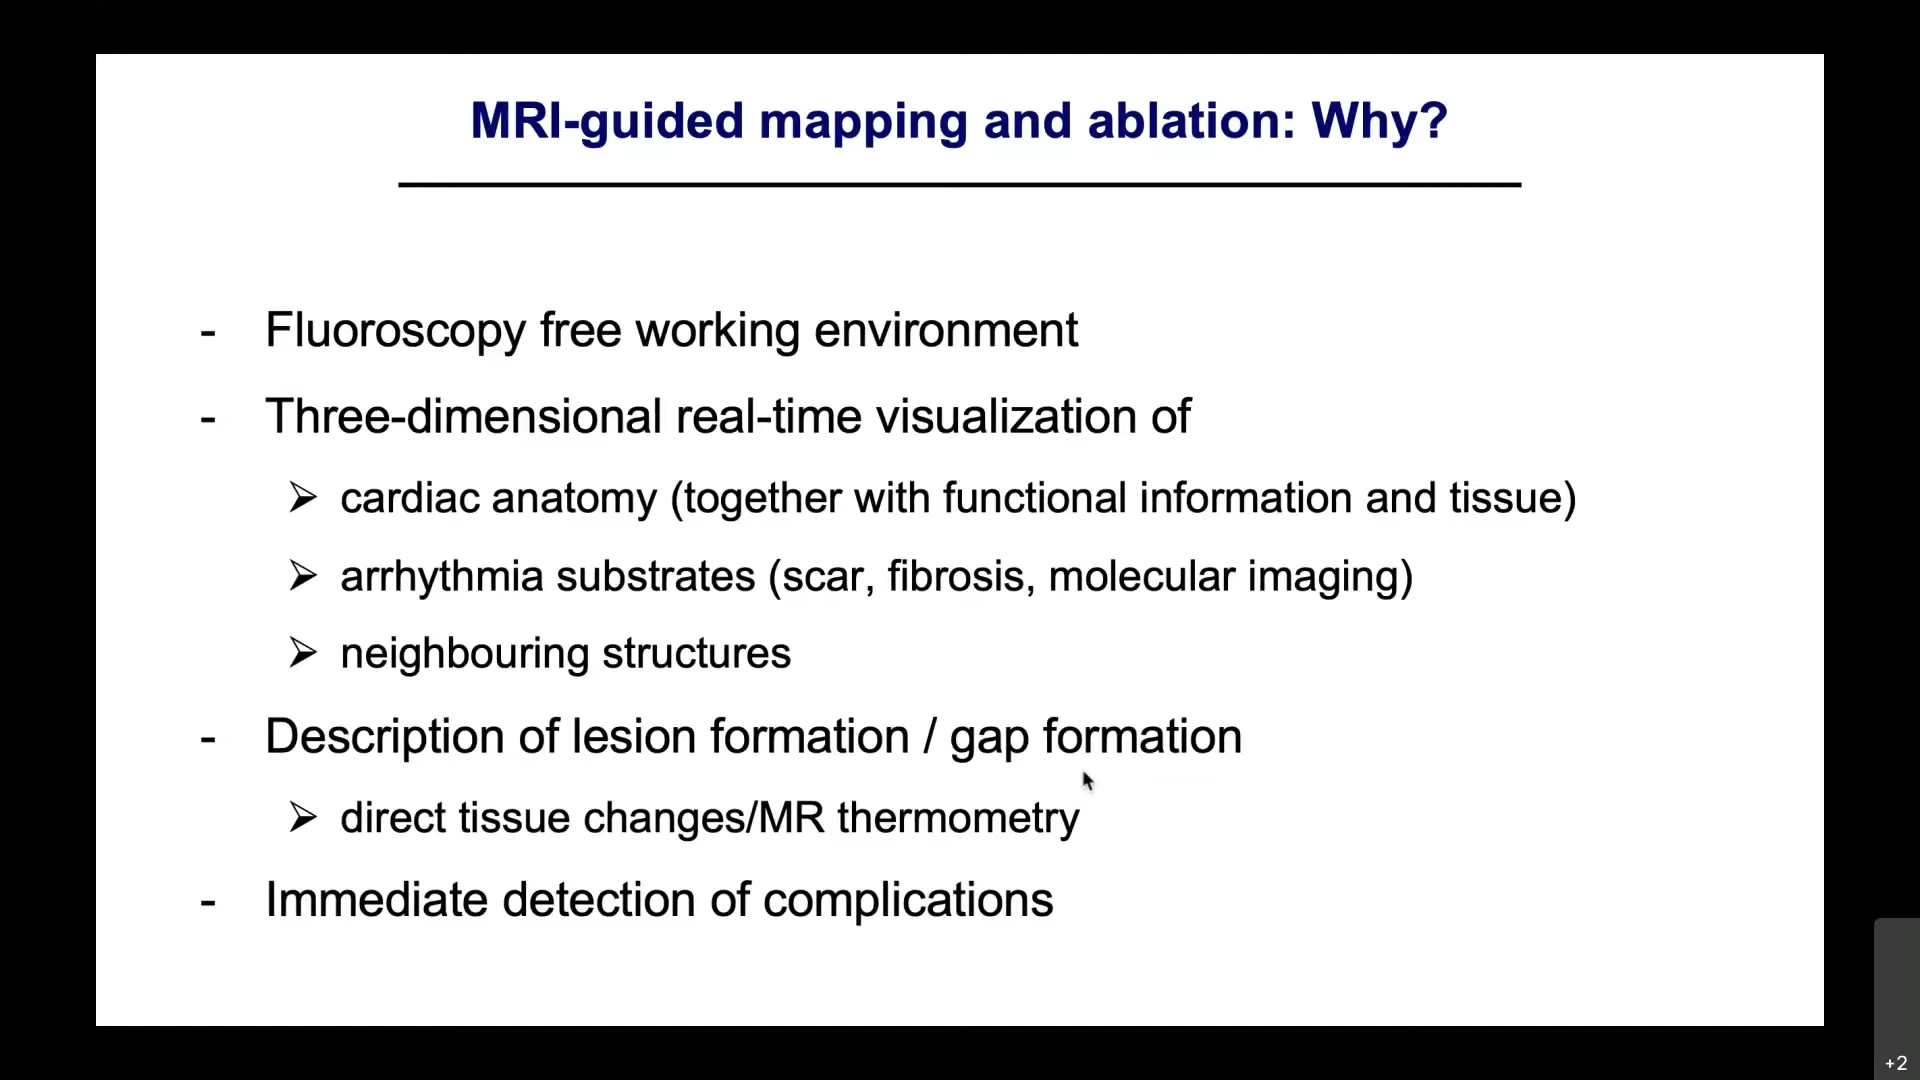 MRI-guided mapping and ablation: Why?
- Fluoroscopy free working environment
- Three-dimensional real-time visualization of
➢ cardiac anatomy (together with functional information and tissue)
➢ arrhythmia substrates (scar, fibrosis, molecular imaging)
➢ neighbouring structures
- Description of lesion formation / gap formation
➢ direct tissue changes/MR thermometry
- Immediate detection of complications
+2